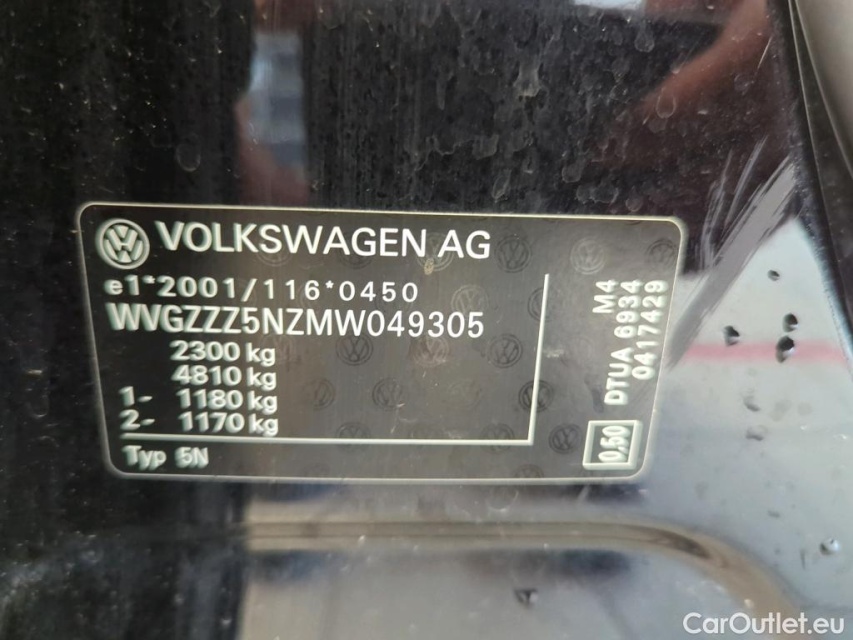 VOLKSWAGEN AG
e1*2001/116*0450
WVGZZZ5NZMW049305
2300 kg
4810 kg
1- 1180 kg
2- 1170 kg
Typ 5N
M4
DTUA 6934
0417429
0,60
CarOutlet.eu